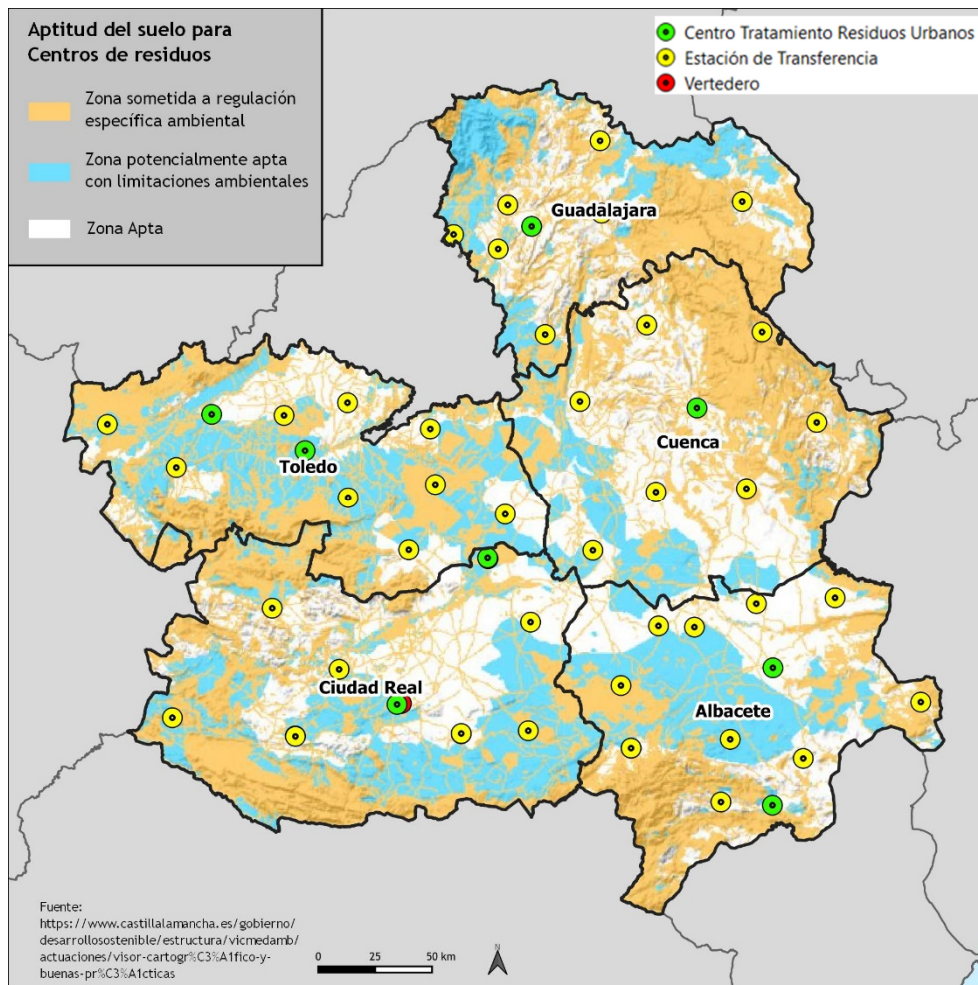 Aptitud del suelo para
Centros de residuos
Zona sometida a regulación
específica ambiental
Zona potencialmente apta
con limitaciones ambientales
Zona Apta
Centro Tratamiento Residuos Urbanos
Estación de Transferencia
Vertedero
Guadalajara
Cuenca
Toledo
Ciudad Real
Albacete
Fuente:
https://www.castillalamancha.es/gobierno/
desarrollosostenible/estructura/vicmedamb/
actuaciones/visor-cartogr%C3%A1fico-y-
buenas-pr%C3%A1cticas
0 25 50 km
N